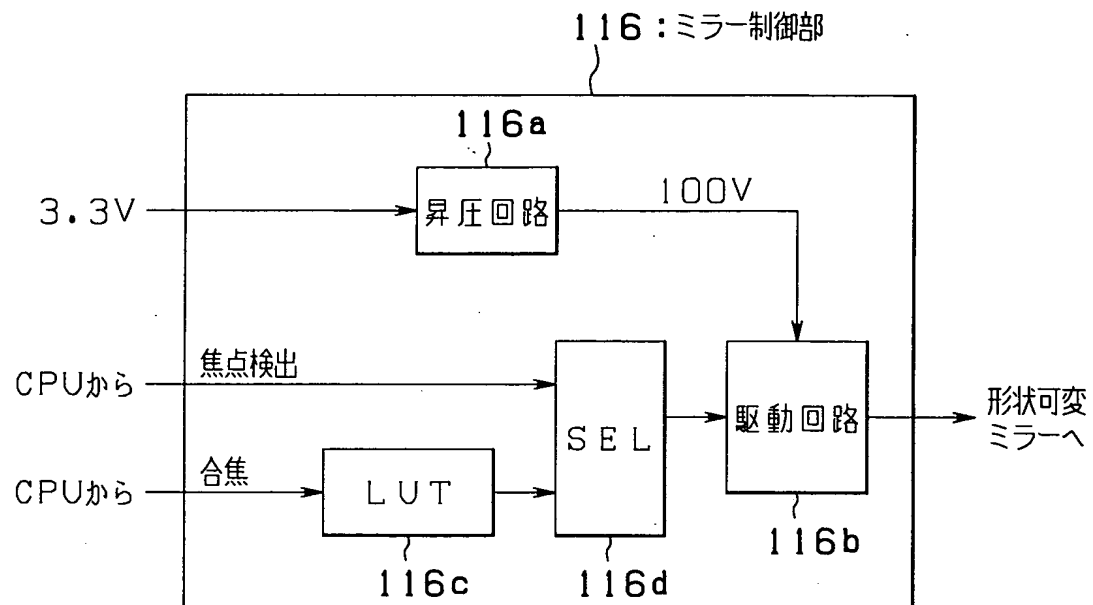 116:ミラー制御部
116a
3.3V
昇圧回路
100V
CPUから
焦点検出
SEL
駆動回路
形状可変
ミラーへ
CPUから
合焦
LUT
116b
116c
116d